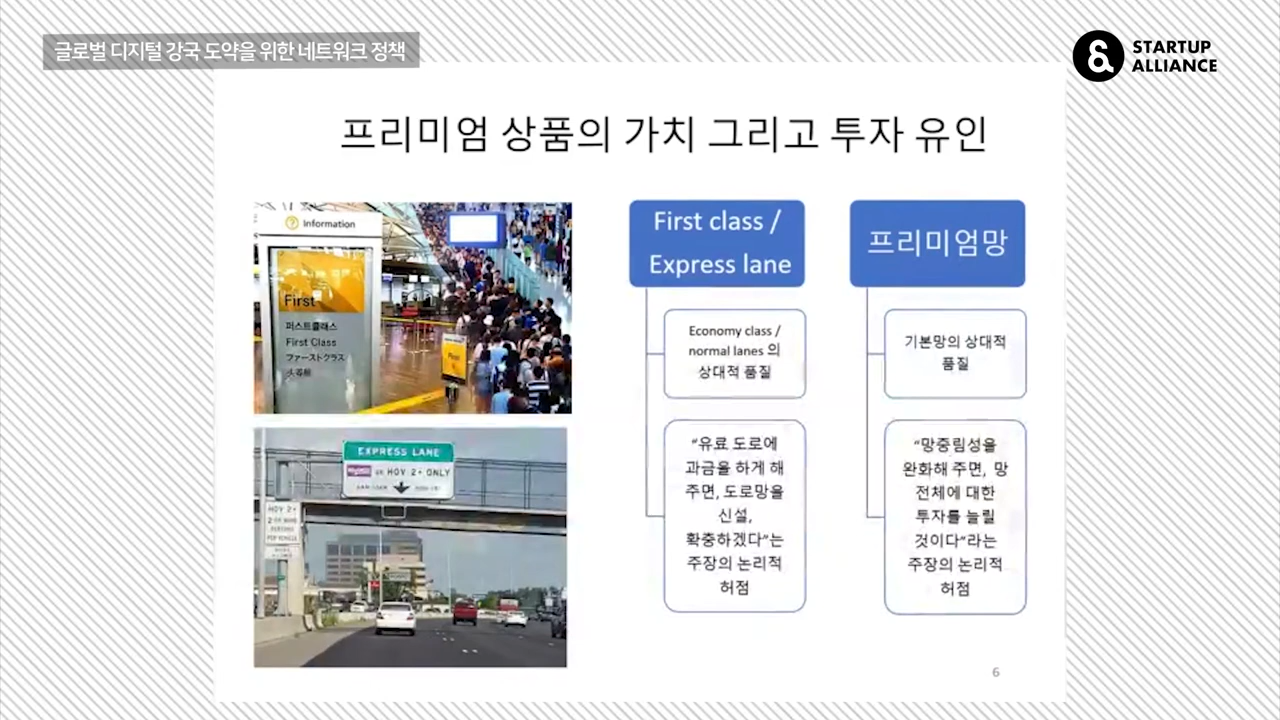 글로벌 디지털 강국 도약을 위한 네트워크 정책
STARTUP
ALLIANCE
프리미엄 상품의 가치 그리고 투자 유인
Information
First
퍼스트클래스
First Class
ファーストクラス
EXPRESS LANE
OR HOV 2+ ONLY
HOV 2+
First class /
Express lane
Economy class /
normal lanes 의
상대적 품질
“유료 도로에
과금을 하게 해
주면, 도로망을
신설,
확충하겠다”는
주장의 논리적
허점
프리미엄망
기본망의 상대적
품질
“망중립성을
완화해 주면, 망
전체에 대한
투자를 늘릴
것이다”라는
주장의 논리적
허점
6